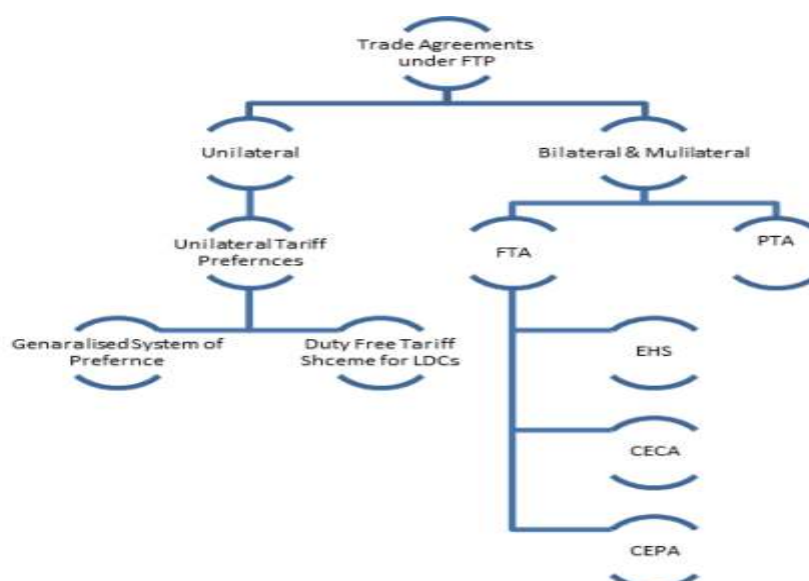 Trade Agreements
under FTP
Unilateral
Bilateral & Mulilateral
Unilateral Tariff
Prefernces
FTA
PTA
Genaralised System of
Prefernce
Duty Free Tariff
Shceme for LDCs
EHS
CECA
CEPA